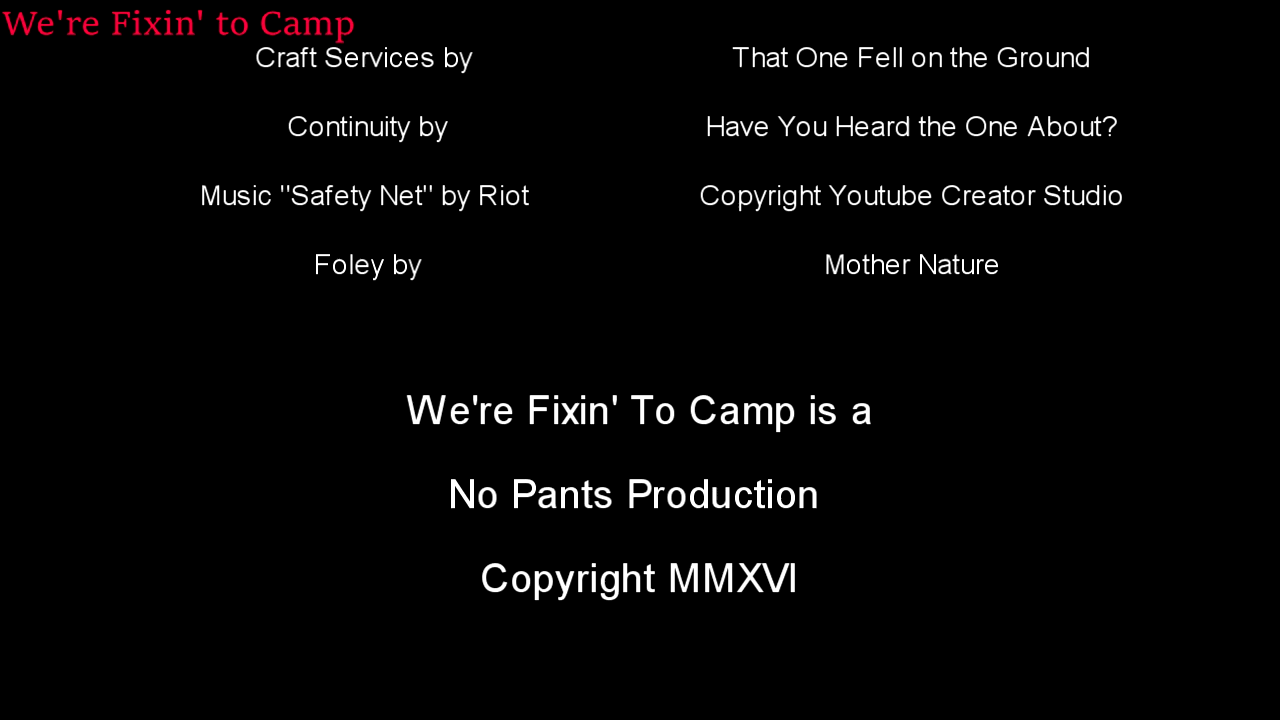 We're Fixin' to Camp
Craft Services by That One Fell on the Ground
Continuity by Have You Heard the One About?
Music "Safety Net" by Riot Copyright Youtube Creator Studio
Foley by Mother Nature
We're Fixin' To Camp is a
No Pants Production
Copyright MMXVI